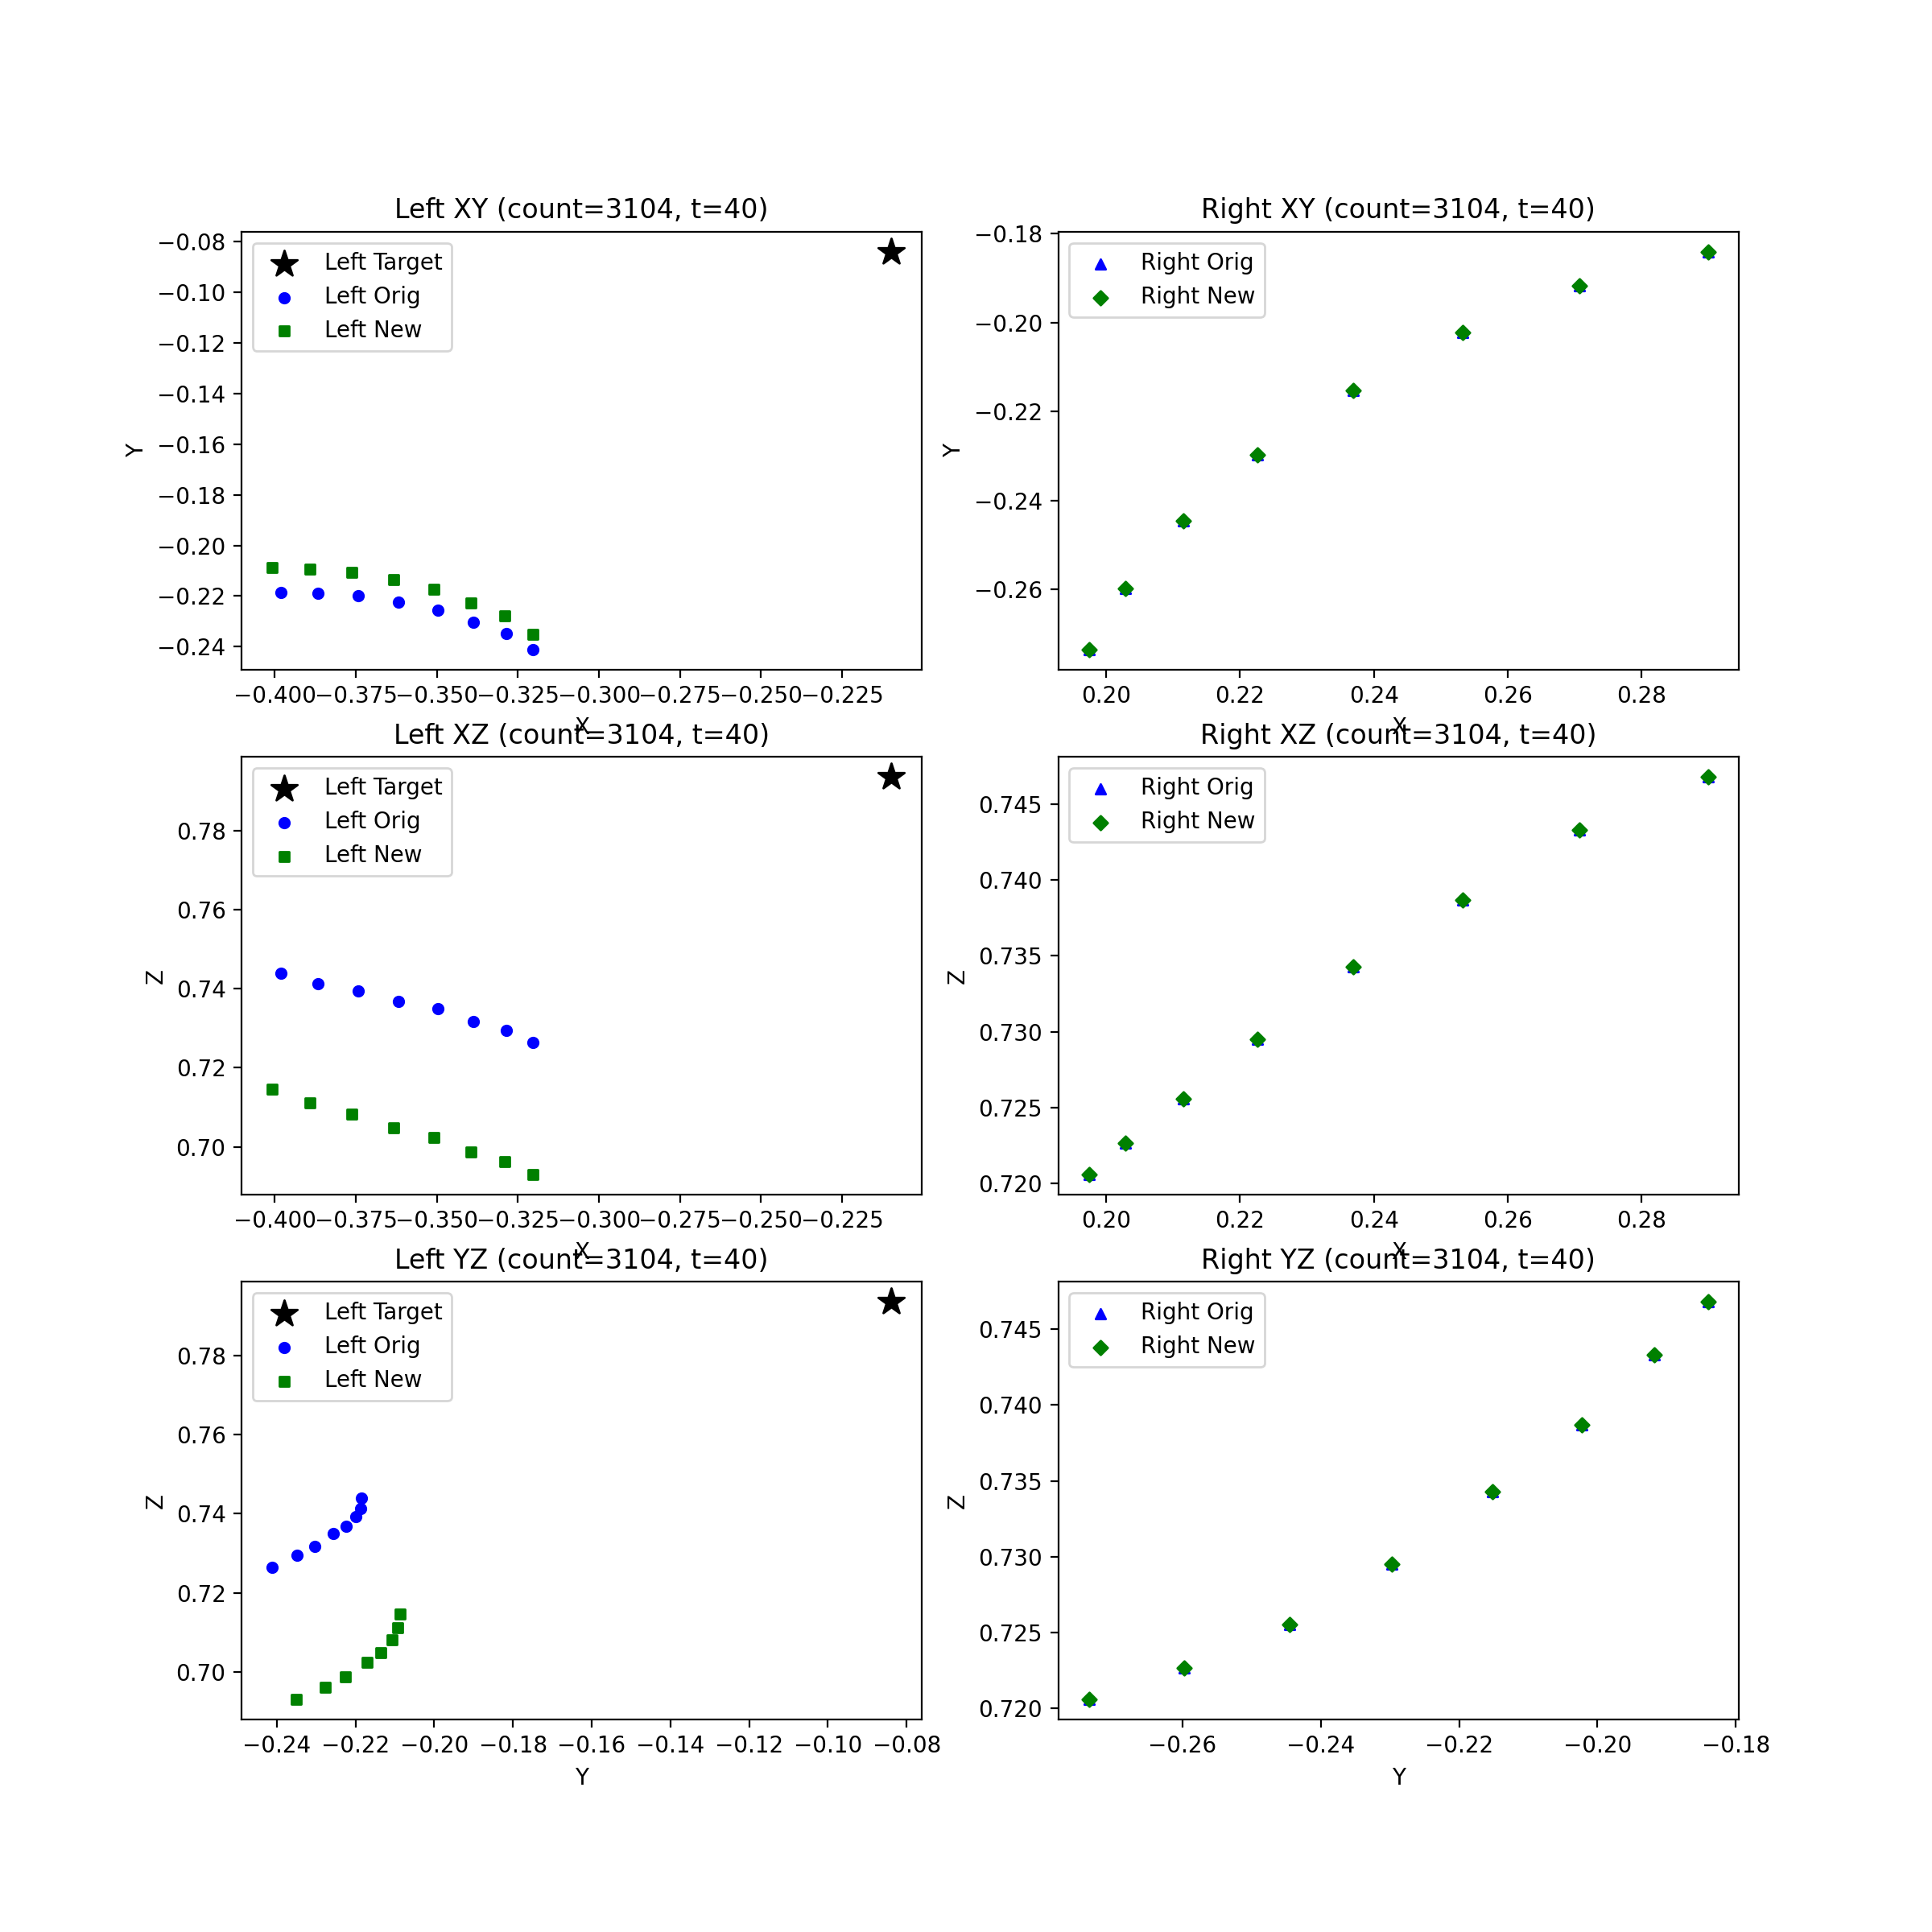 Left XY (count=3104, t=40)
Left Target
Left Orig
Left New
−0.08
−0.10
−0.12
−0.14
−0.16
−0.18
−0.20
−0.22
−0.24
Y
−0.400 −0.375 −0.350 −0.325 −0.300 −0.275 −0.250 −0.225
X
Right XY (count=3104, t=40)
Right Orig
Right New
−0.18
−0.20
−0.22
−0.24
−0.26
Y
0.20 0.22 0.24 0.26 0.28
X
Left XZ (count=3104, t=40)
Left Target
Left Orig
Left New
0.78
0.76
0.74
0.72
0.70
Z
−0.400 −0.375 −0.350 −0.325 −0.300 −0.275 −0.250 −0.225
X
Right XZ (count=3104, t=40)
Right Orig
Right New
0.745
0.740
0.735
0.730
0.725
0.720
Z
0.20 0.22 0.24 0.26 0.28
X
Left YZ (count=3104, t=40)
Left Target
Left Orig
Left New
0.78
0.76
0.74
0.72
0.70
Z
−0.24 −0.22 −0.20 −0.18 −0.16 −0.14 −0.12 −0.10 −0.08
Y
Right YZ (count=3104, t=40)
Right Orig
Right New
0.745
0.740
0.735
0.730
0.725
0.720
Z
−0.26 −0.24 −0.22 −0.20 −0.18
Y